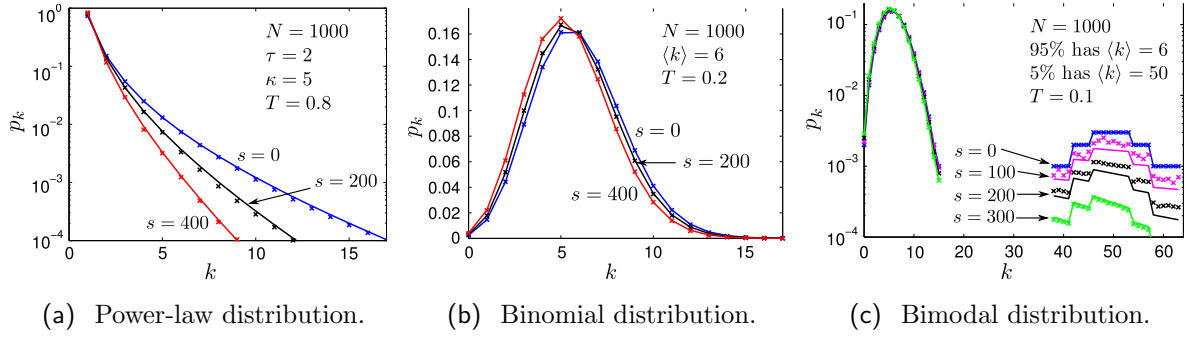 10^0
10^{-1}
10^{-2}
10^{-3}
10^{-4}
p_k
0 5 10 15
k
N = 1000
τ = 2
κ = 5
T = 0.8
s = 0
s = 200
s = 400
(a) Power-law distribution.
0.16
0.14
0.12
0.10
0.08
0.06
0.04
0.02
0
p_k
0 5 10 15
k
N = 1000
⟨k⟩ = 6
T = 0.2
s = 0
s = 200
s = 400
(b) Binomial distribution.
10^{-1}
10^{-2}
10^{-3}
10^{-4}
p_k
0 10 20 30 40 50 60
k
N = 1000
95% has ⟨k⟩ = 6
5% has ⟨k⟩ = 50
T = 0.1
s = 0
s = 100
s = 200
s = 300
(c) Bimodal distribution.